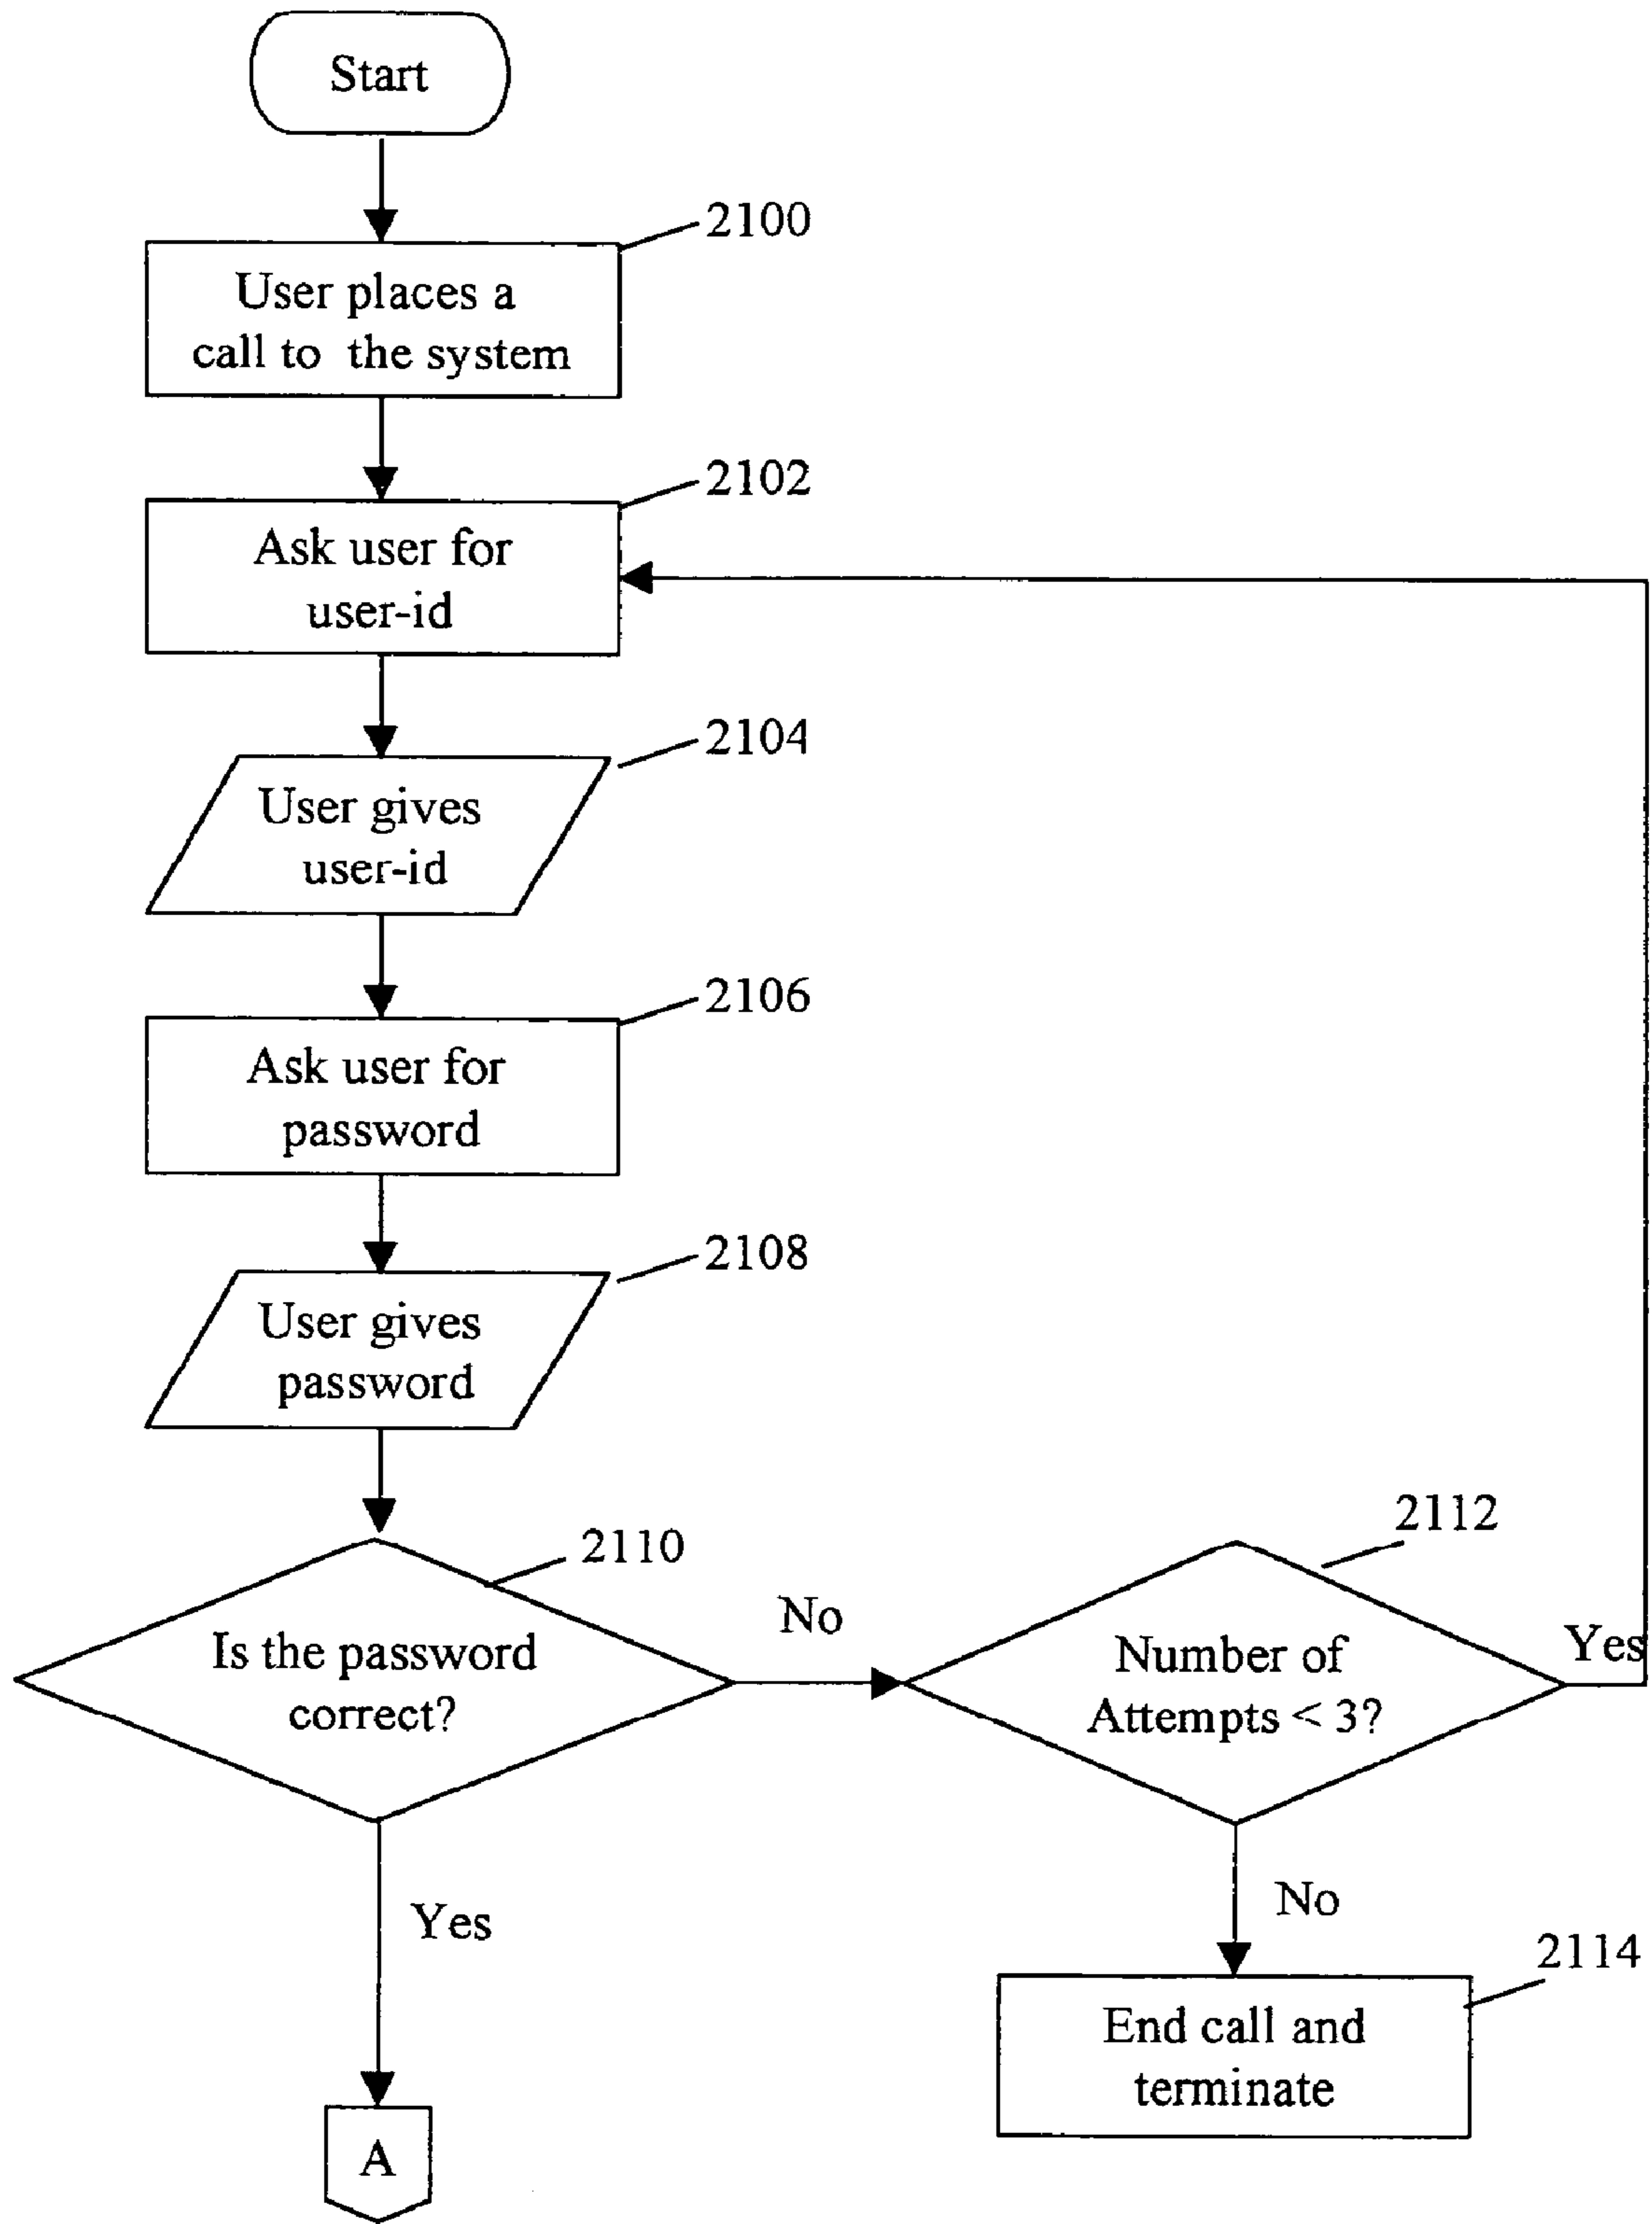 Start
2100
User places a
call to the system
2102
Ask user for
user-id
2104
User gives
user-id
2106
Ask user for
password
2108
User gives
password
2110
Is the password
correct?
No
2112
Number of
Attempts < 3?
Yes
Yes
No
2114
End call and
terminate
A